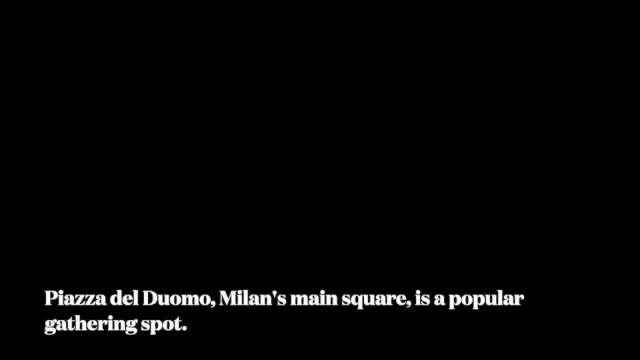 Piazza del Duomo, Milan's main square, is a popular
gathering spot.